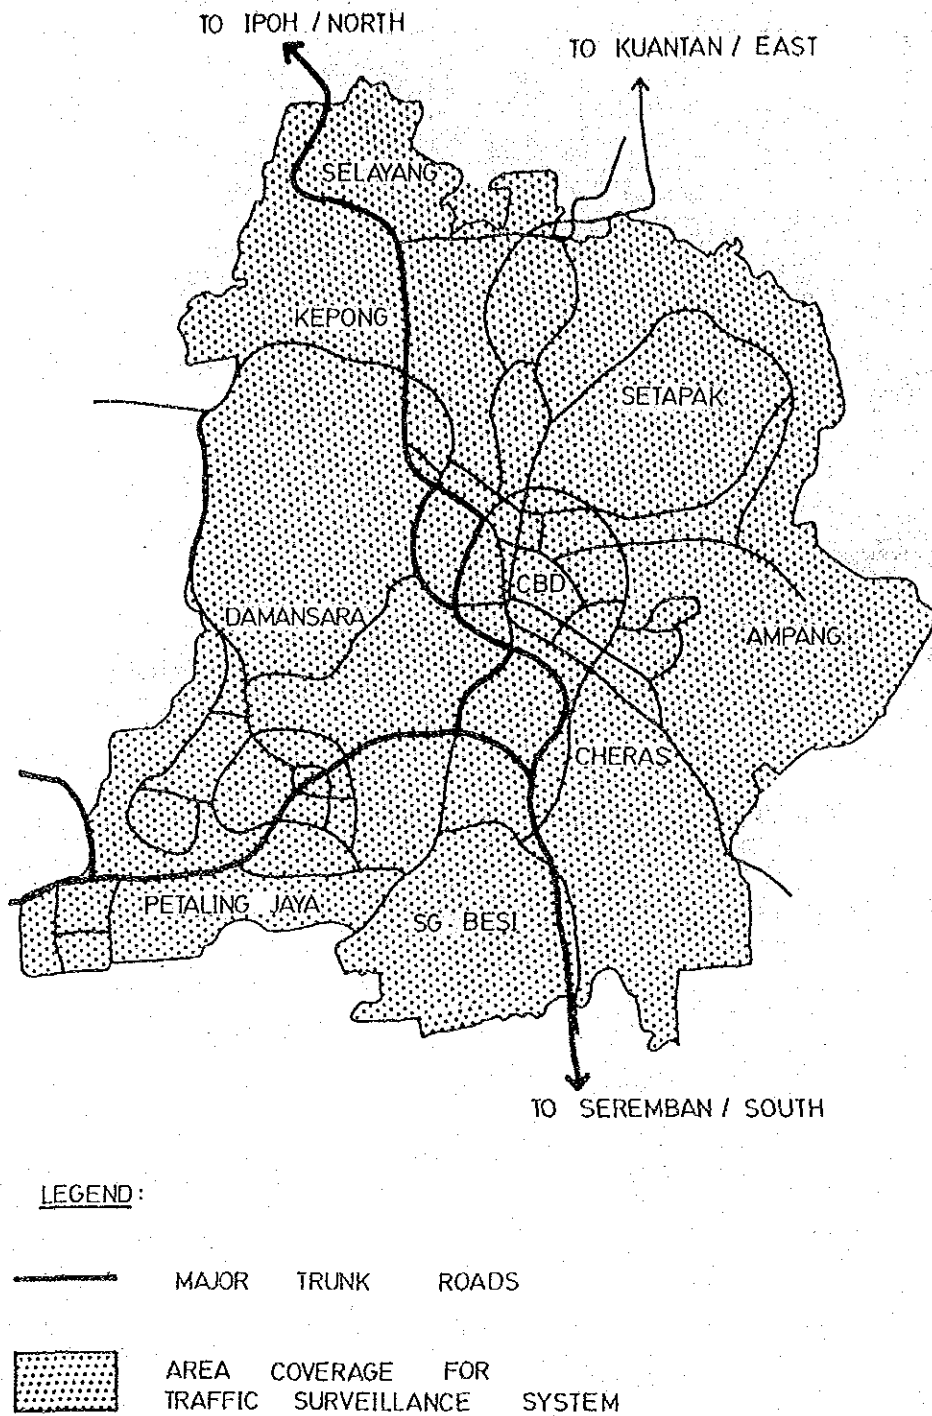 TO IPOH / NORTH
TO KUANTAN / EAST
SELAYANG
KEPONG
SETAPAK
CBD
DAMANSARA
AMPANG
CHERAS
PETALING JAYA
SG. BESI
TO SEREMBAN / SOUTH
LEGEND:
MAJOR TRUNK ROADS
AREA COVERAGE FOR
TRAFFIC SURVEILLANCE SYSTEM